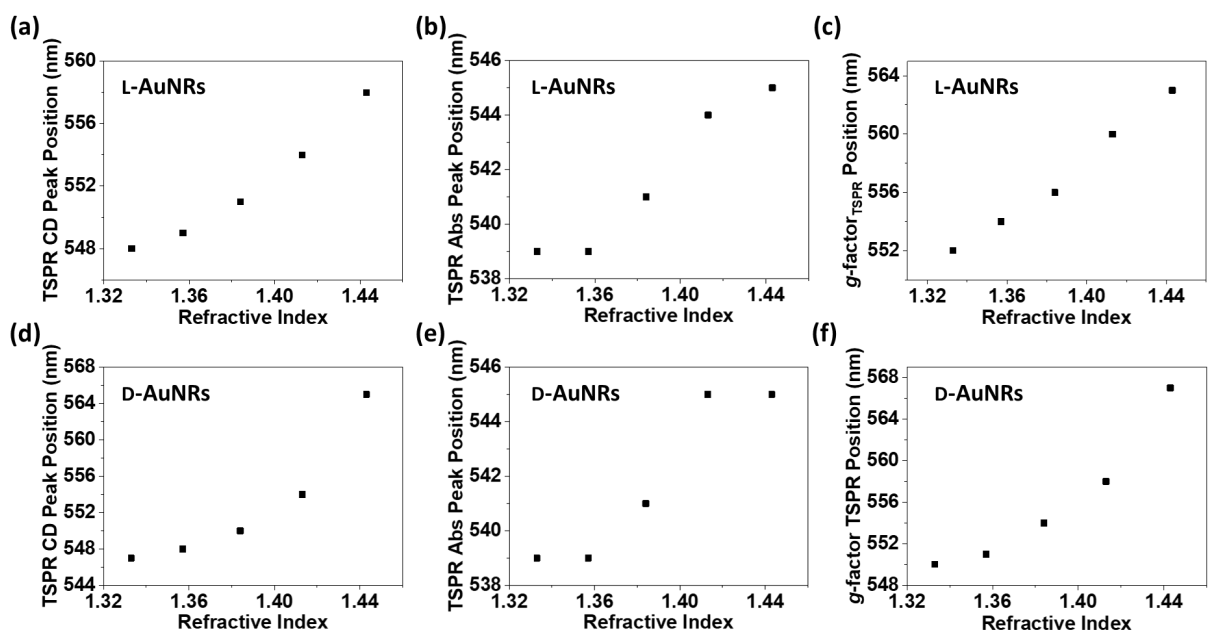 (a)
TSPR CD Peak Position (nm)
560
556
552
548
L-AuNRs
1.32 1.36 1.40 1.44
Refractive Index
(b)
TSPR Abs Peak Position (nm)
546
544
542
540
538
L-AuNRs
1.32 1.36 1.40 1.44
Refractive Index
(c)
g-factorTSPR Position (nm)
564
560
556
552
L-AuNRs
1.32 1.36 1.40 1.44
Refractive Index
(d)
TSPR CD Peak Position (nm)
568
564
560
556
552
548
544
D-AuNRs
1.32 1.36 1.40 1.44
Refractive Index
(e)
TSPR Abs Peak Position (nm)
546
544
542
540
538
D-AuNRs
1.32 1.36 1.40 1.44
Refractive Index
(f)
g-factor TSPR Position (nm)
568
564
560
556
552
548
D-AuNRs
1.32 1.36 1.40 1.44
Refractive Index